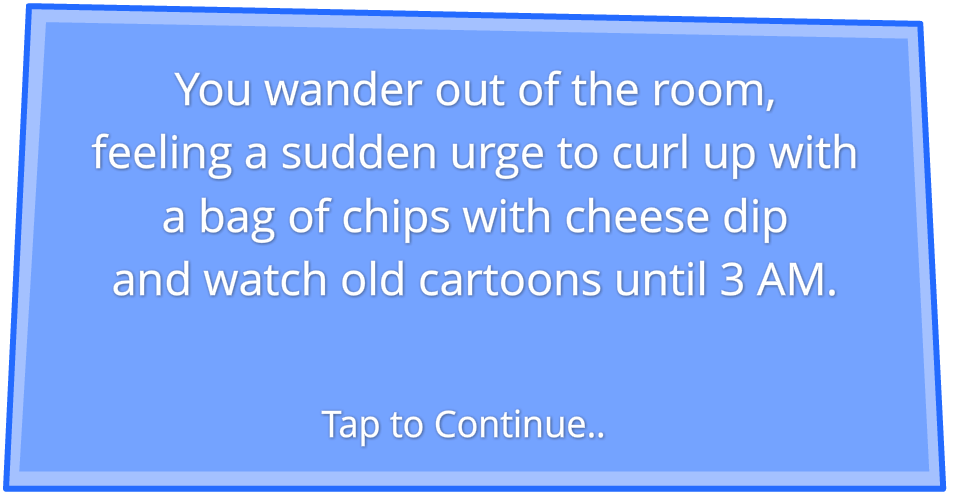 You wander out of the room,
feeling a sudden urge to curl up with
a bag of chips with cheese dip
and watch old cartoons until 3 AM.
Tap to Continue..